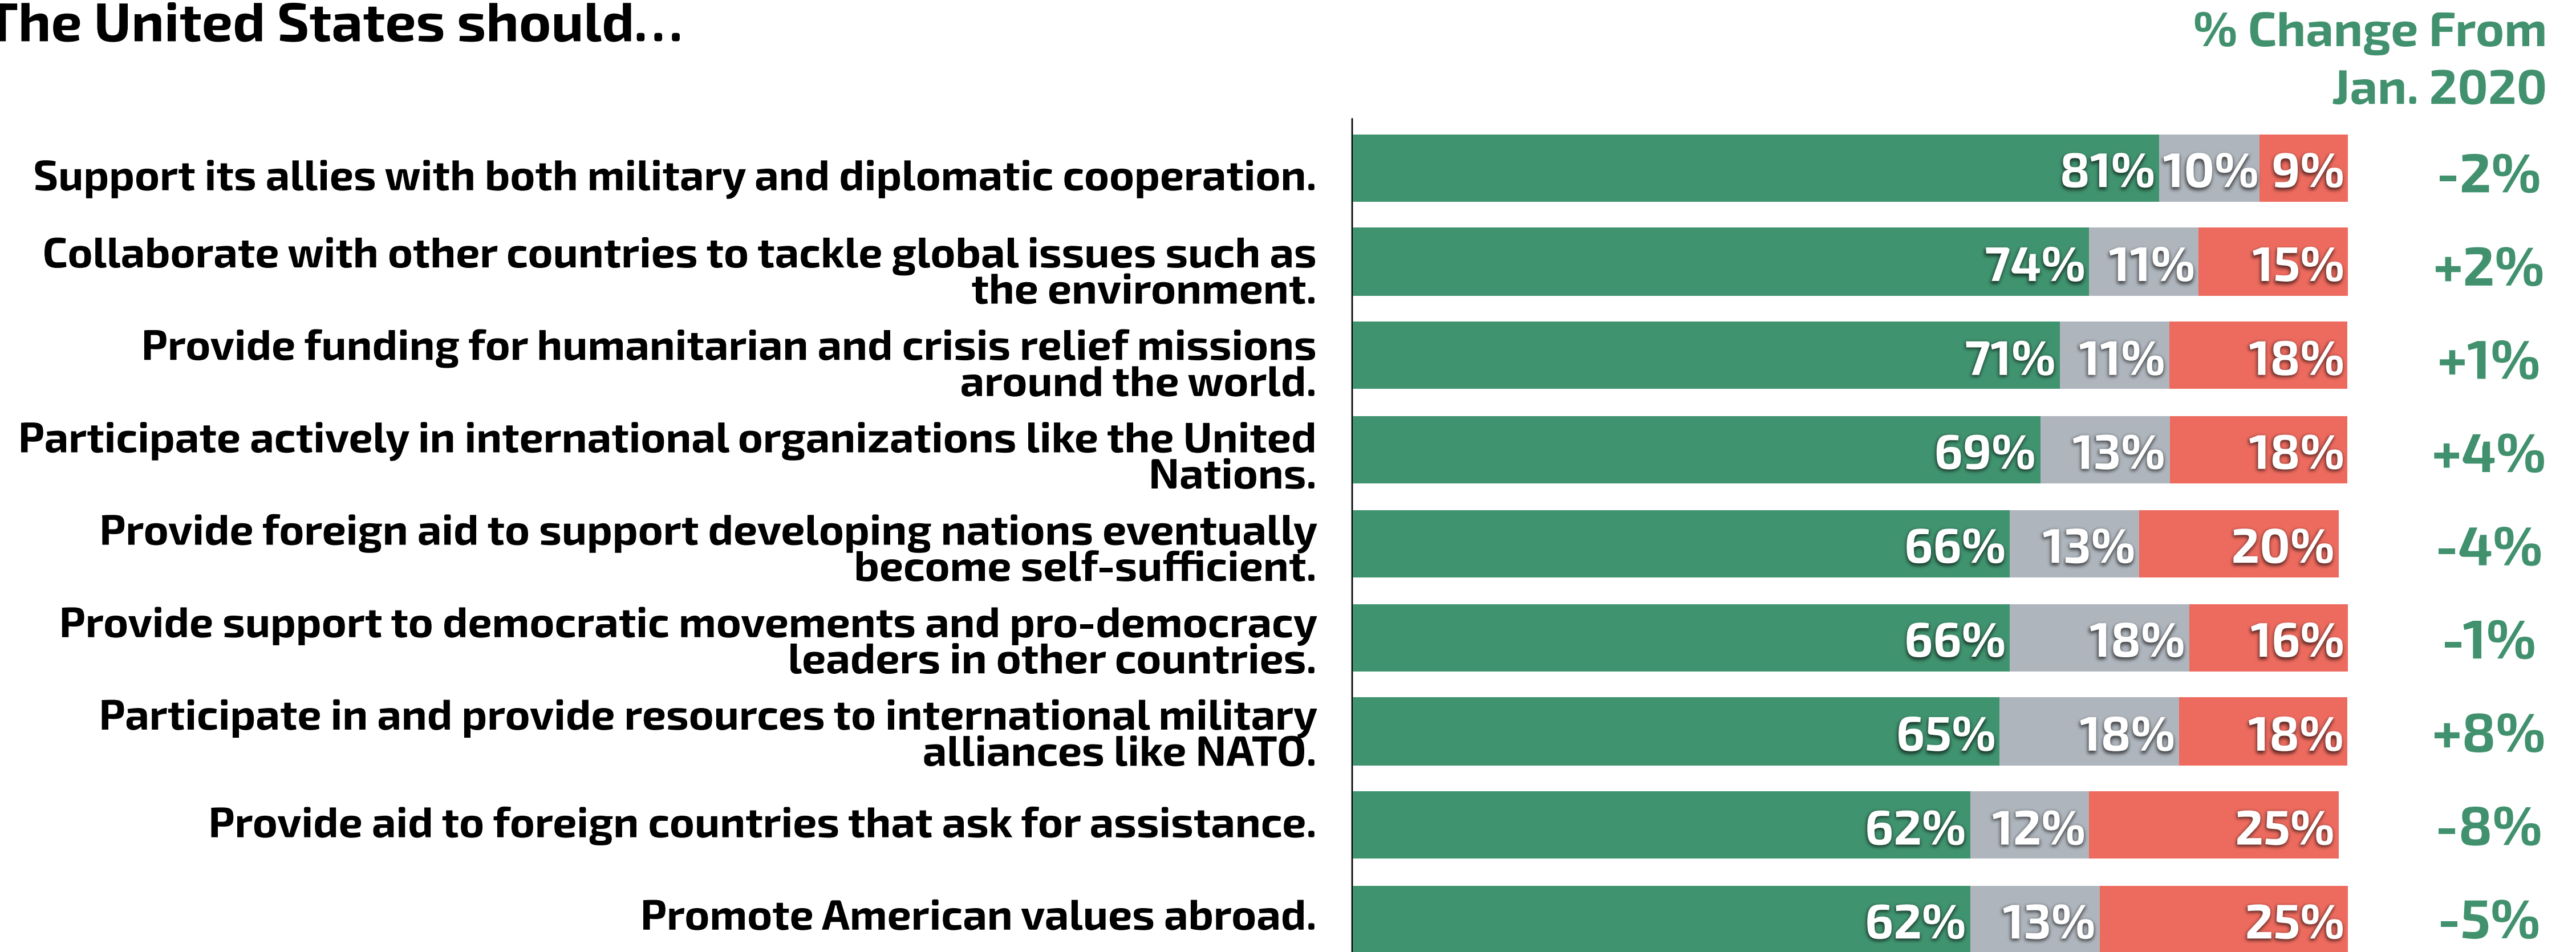 The United States should…
% Change From
Jan. 2020
Support its allies with both military and diplomatic cooperation.
81% 10% 9%
-2%
Collaborate with other countries to tackle global issues such as
the environment.
74% 11% 15%
+2%
Provide funding for humanitarian and crisis relief missions
around the world.
71% 11% 18%
+1%
Participate actively in international organizations like the United
Nations.
69% 13% 18%
+4%
Provide foreign aid to support developing nations eventually
become self-sufficient.
66% 13% 20%
-4%
Provide support to democratic movements and pro-democracy
leaders in other countries.
66% 18% 16%
-1%
Participate in and provide resources to international military
alliances like NATO.
65% 18% 18%
+8%
Provide aid to foreign countries that ask for assistance.
62% 12% 25%
-8%
Promote American values abroad.
62% 13% 25%
-5%